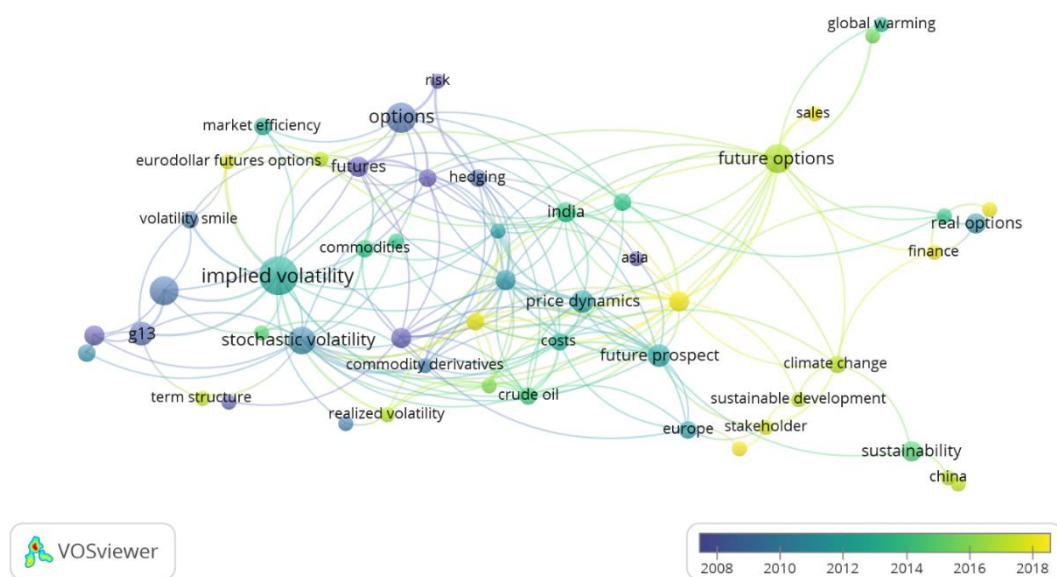 global warming
risk
sales
options
market efficiency
future options
eurodollar futures options
futures
hedging
volatility smile
india
real options
commodities
finance
asia
implied volatility
price dynamics
g13
stochastic volatility
costs
future prospect
commodity derivatives
climate change
crude oil
term structure
sustainable development
realized volatility
europe
stakeholder
sustainability
china
VOSviewer
2008 2010 2012 2014 2016 2018